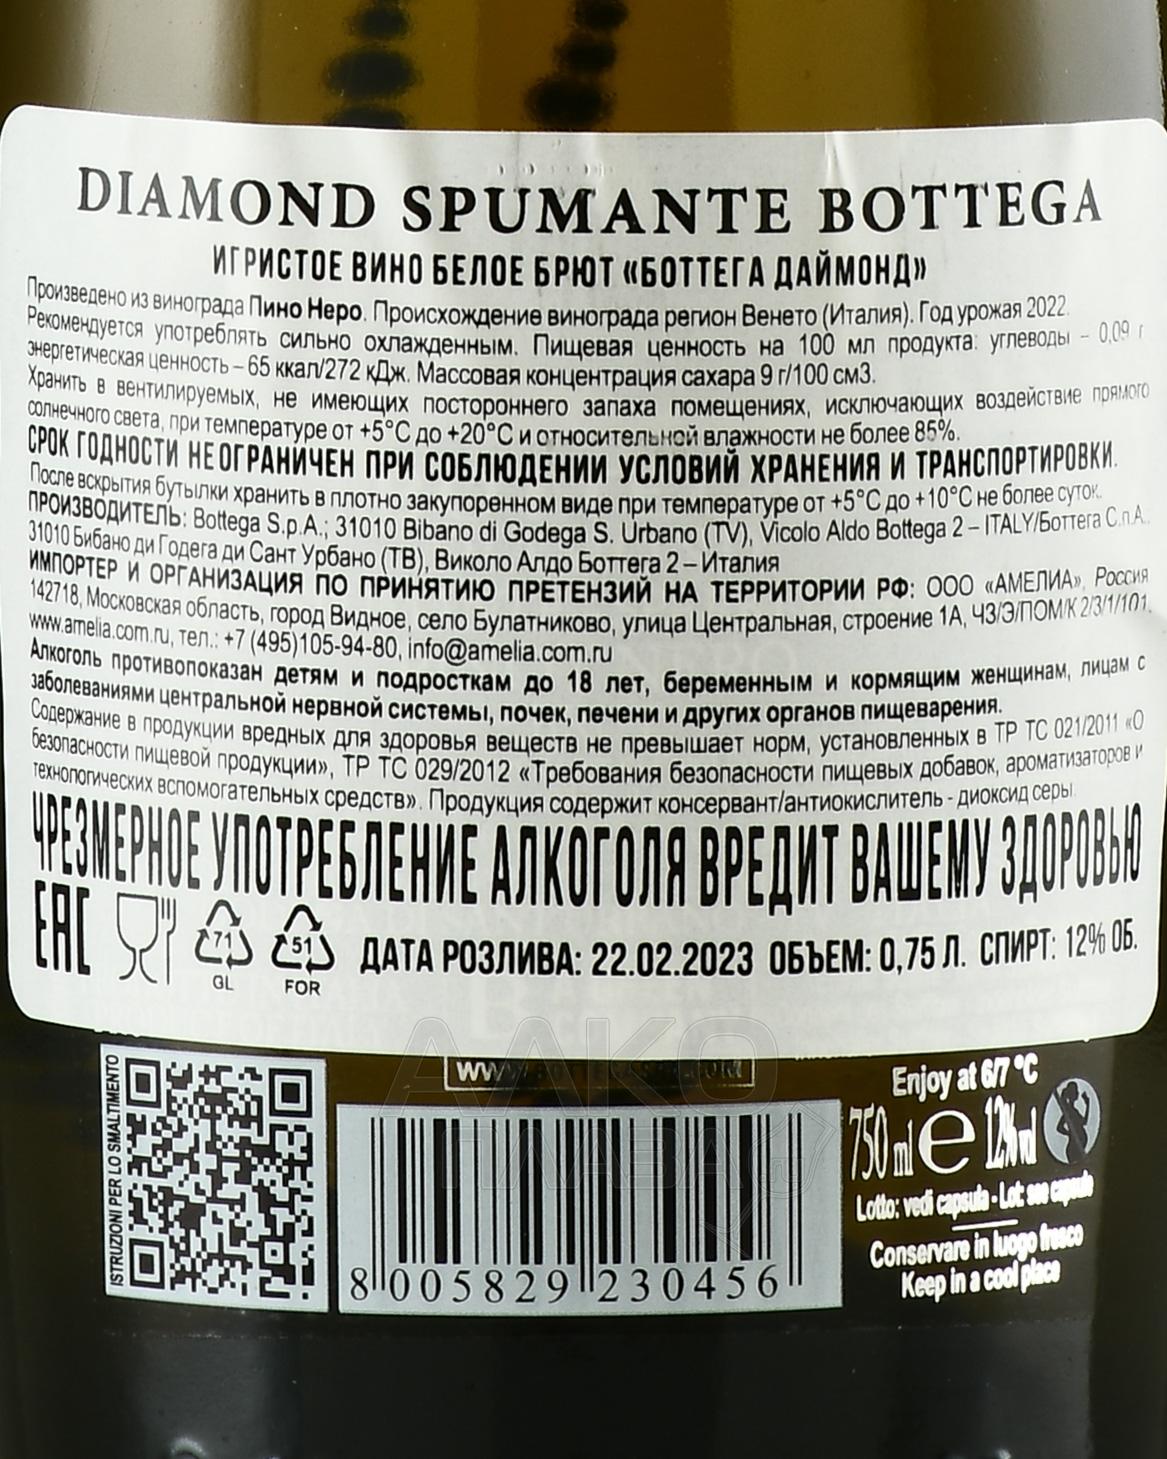 DIAMOND SPUMANTE BOTTEGA
ИГРИСТОЕ ВИНО БЕЛОЕ БРЮТ «БОТТЕГА ДАЙМОНД»
Произведено из винограда Пино Неро. Происхождение винограда регион Венето (Италия). Год урожая 2022.
Рекомендуется употреблять сильно охлажденным. Пищевая ценность на 100 мл продукта: углеводы – 0,09 г
энергетическая ценность – 65 ккал/272 кДж. Массовая концентрация сахара 9 г/100 см3.
Хранить в вентилируемых, не имеющих постороннего запаха помещениях, исключающих воздействие прямого
солнечного света, при температуре от +5°С до +20°С и относительной влажности не более 85%.
СРОК ГОДНОСТИ НЕ ОГРАНИЧЕН ПРИ СОБЛЮДЕНИИ УСЛОВИЙ ХРАНЕНИЯ И ТРАНСПОРТИРОВКИ.
После вскрытия бутылки хранить в плотно закупоренном виде при температуре от +5°С до +10°С не более суток.
ПРОИЗВОДИТЕЛЬ: Bottega S.p.A.; 31010 Bibano di Godega S. Urbano (TV), Vicolo Aldo Bottega 2 – ITALY/Боттега С.п.А.,
31010 Бибано ди Годега ди Сант Урбано (ТВ), Виколо Алдо Боттега 2 – Италия
ИМПОРТЕР И ОРГАНИЗАЦИЯ ПО ПРИНЯТИЮ ПРЕТЕНЗИЙ НА ТЕРРИТОРИИ РФ: ООО «АМЕЛИА», Россия
142718, Московская область, город Видное, село Булатниково, улица Центральная, строение 1А, ЧЗ/Э/ПОМ/К 2/3/1/101,
www.amelia.com.ru, тел.: +7 (495)105-94-80, info@amelia.com.ru
Алкоголь противопоказан детям и подросткам до 18 лет, беременным и кормящим женщинам, лицам с
заболеваниями центральной нервной системы, почек, печени и других органов пищеварения.
Содержание в продукции вредных для здоровья веществ не превышает норм, установленных в ТР ТС 021/2011 «О
безопасности пищевой продукции», ТР ТС 029/2012 «Требования безопасности пищевых добавок, ароматизаторов и
технологических вспомогательных средств». Продукция содержит консервант/антиокислитель - диоксид серы.
ЧРЕЗМЕРНОЕ УПОТРЕБЛЕНИЕ АЛКОГОЛЯ ВРЕДИТ ВАШЕМУ ЗДОРОВЬЮ
ЕАС 71 GL 51 FOR ДАТА РОЗЛИВА: 22.02.2023 ОБЪЕМ: 0,75 Л. СПИРТ: 12% ОБ.
ISTRUZIONI PER LO SMALTIMENTO
8 005829 230456
Enjoy at 6/7 °C
750 ml e 12% vol
Lotto: vedi capsula - Lot: see capsule
Conservare in luogo fresco
Keep in a cool place